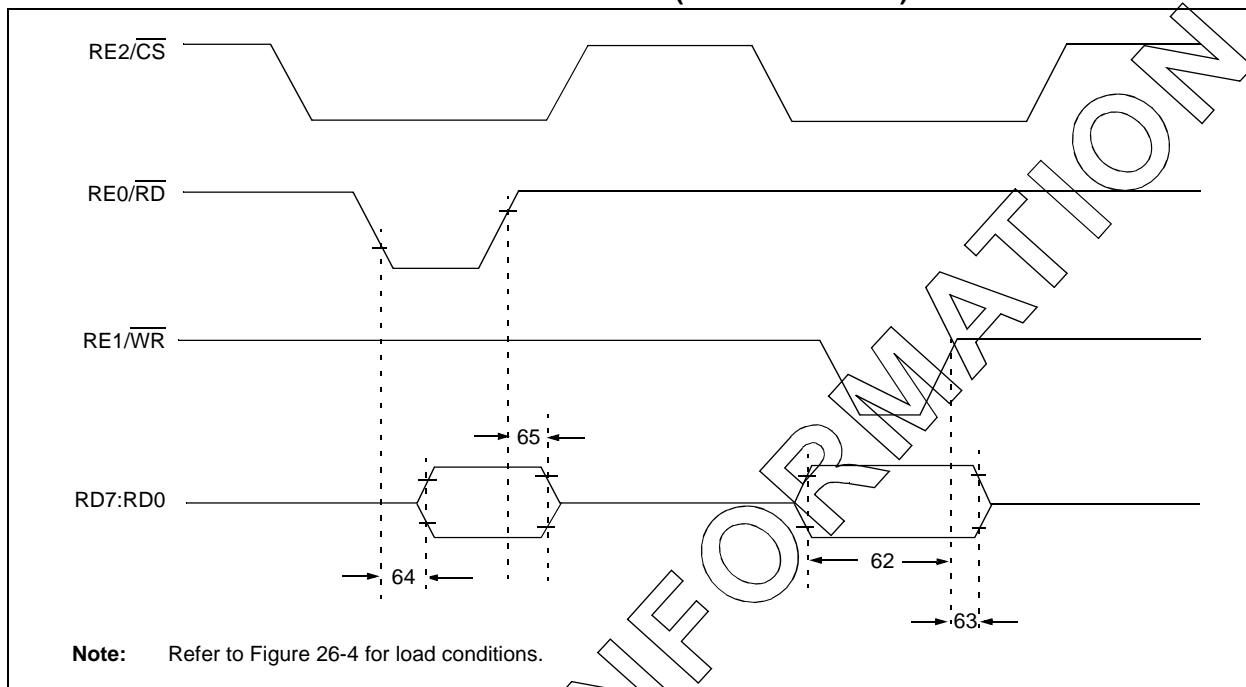 RE2/CS
RE0/RD
RE1/WR
65
RD7:RD0
64
62
63
Note: Refer to Figure 26-4 for load conditions.
INFORMATION